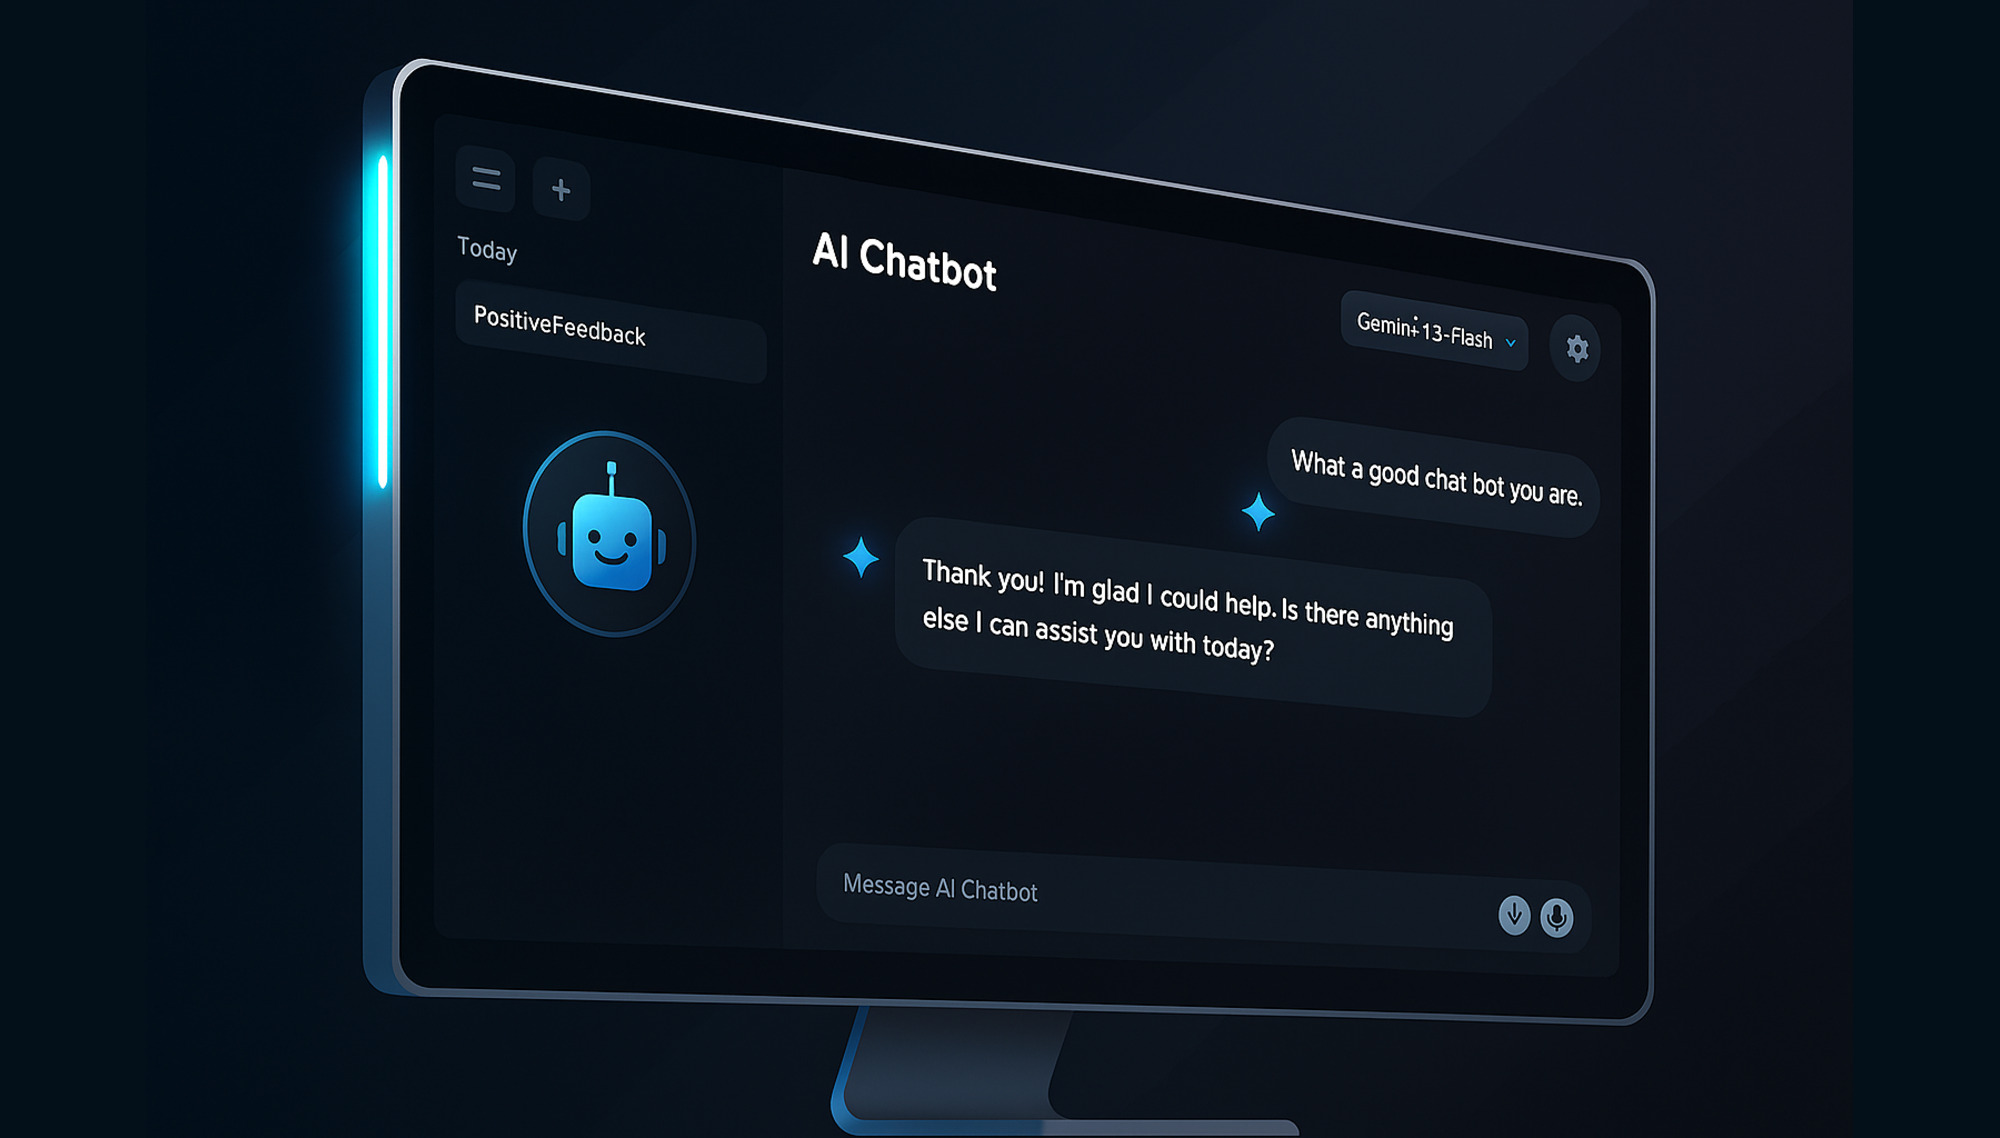 Today
PositiveFeedback
AI Chatbot
13-Flash
What a good chat bot you are.
Thank you! I'm glad I could help. Is there anything
else I can assist you with today?
Message AI Chatbot